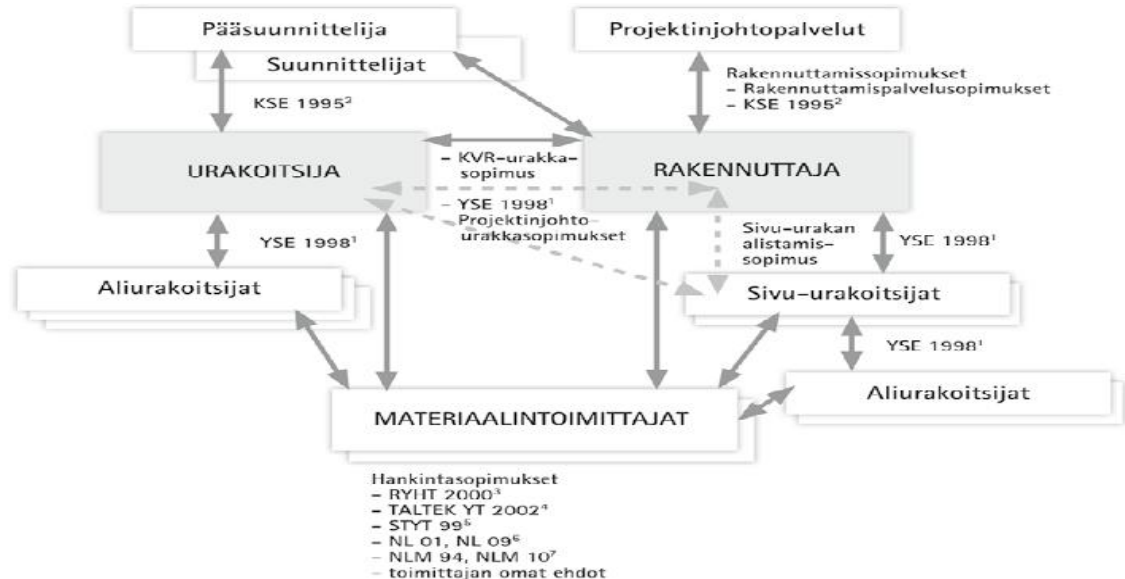 Pääsuunnittelija
Suunnittelijat
Projektinjohtopalvelut
KSE 1995²
Rakennuttamissopimukset
– Rakennuttamispalvelusopimukset
– KSE 1995²
URAKOITSIJA
– KVR-urakka-
sopimus
– YSE 1998¹
Projektinjohto-
urakkasopimukset
RAKENNUTTAJA
YSE 1998¹
Sivu-urakan
alistamis-
sopimus
YSE 1998¹
Aliurakoitsijat
Sivu-urakoitsijat
YSE 1998¹
Aliurakoitsijat
MATERIAALINTOIMITTAJAT
Hankintasopimukset
– RYHT 2000³
– TALTEK YT 2002⁴
– STYT 99⁵
– NL 01, NL 09⁶
– NLM 94, NLM 10⁷
– toimittajan omat ehdot